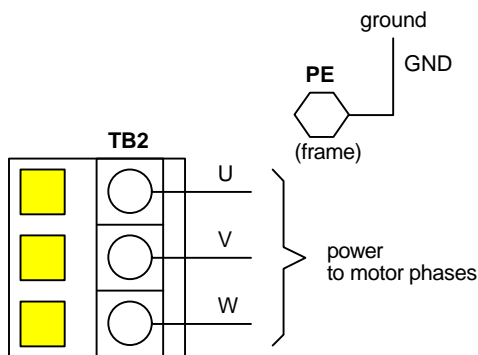 ground
GND
PE
(frame)
TB2
U
V
W
power
to motor phases